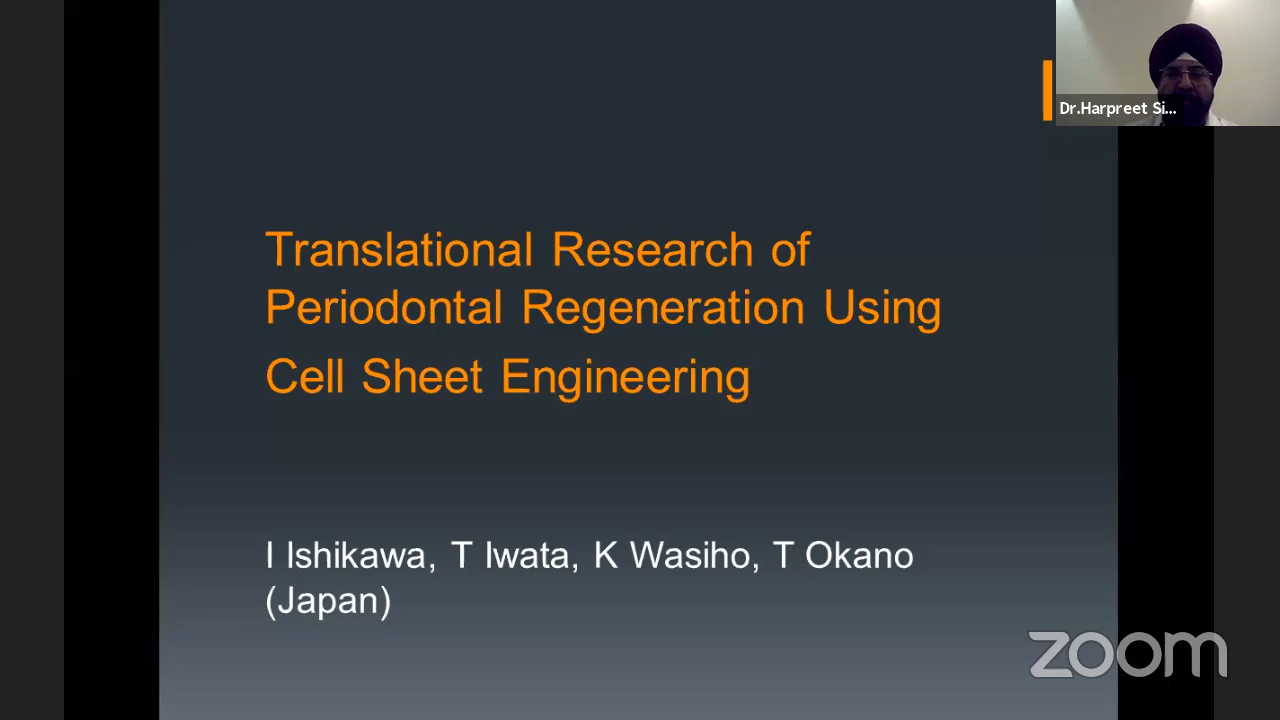 Dr.Harpreet Si...
Translational Research of
Periodontal Regeneration Using
Cell Sheet Engineering
I Ishikawa, T Iwata, K Wasiho, T Okano
(Japan)
zoom